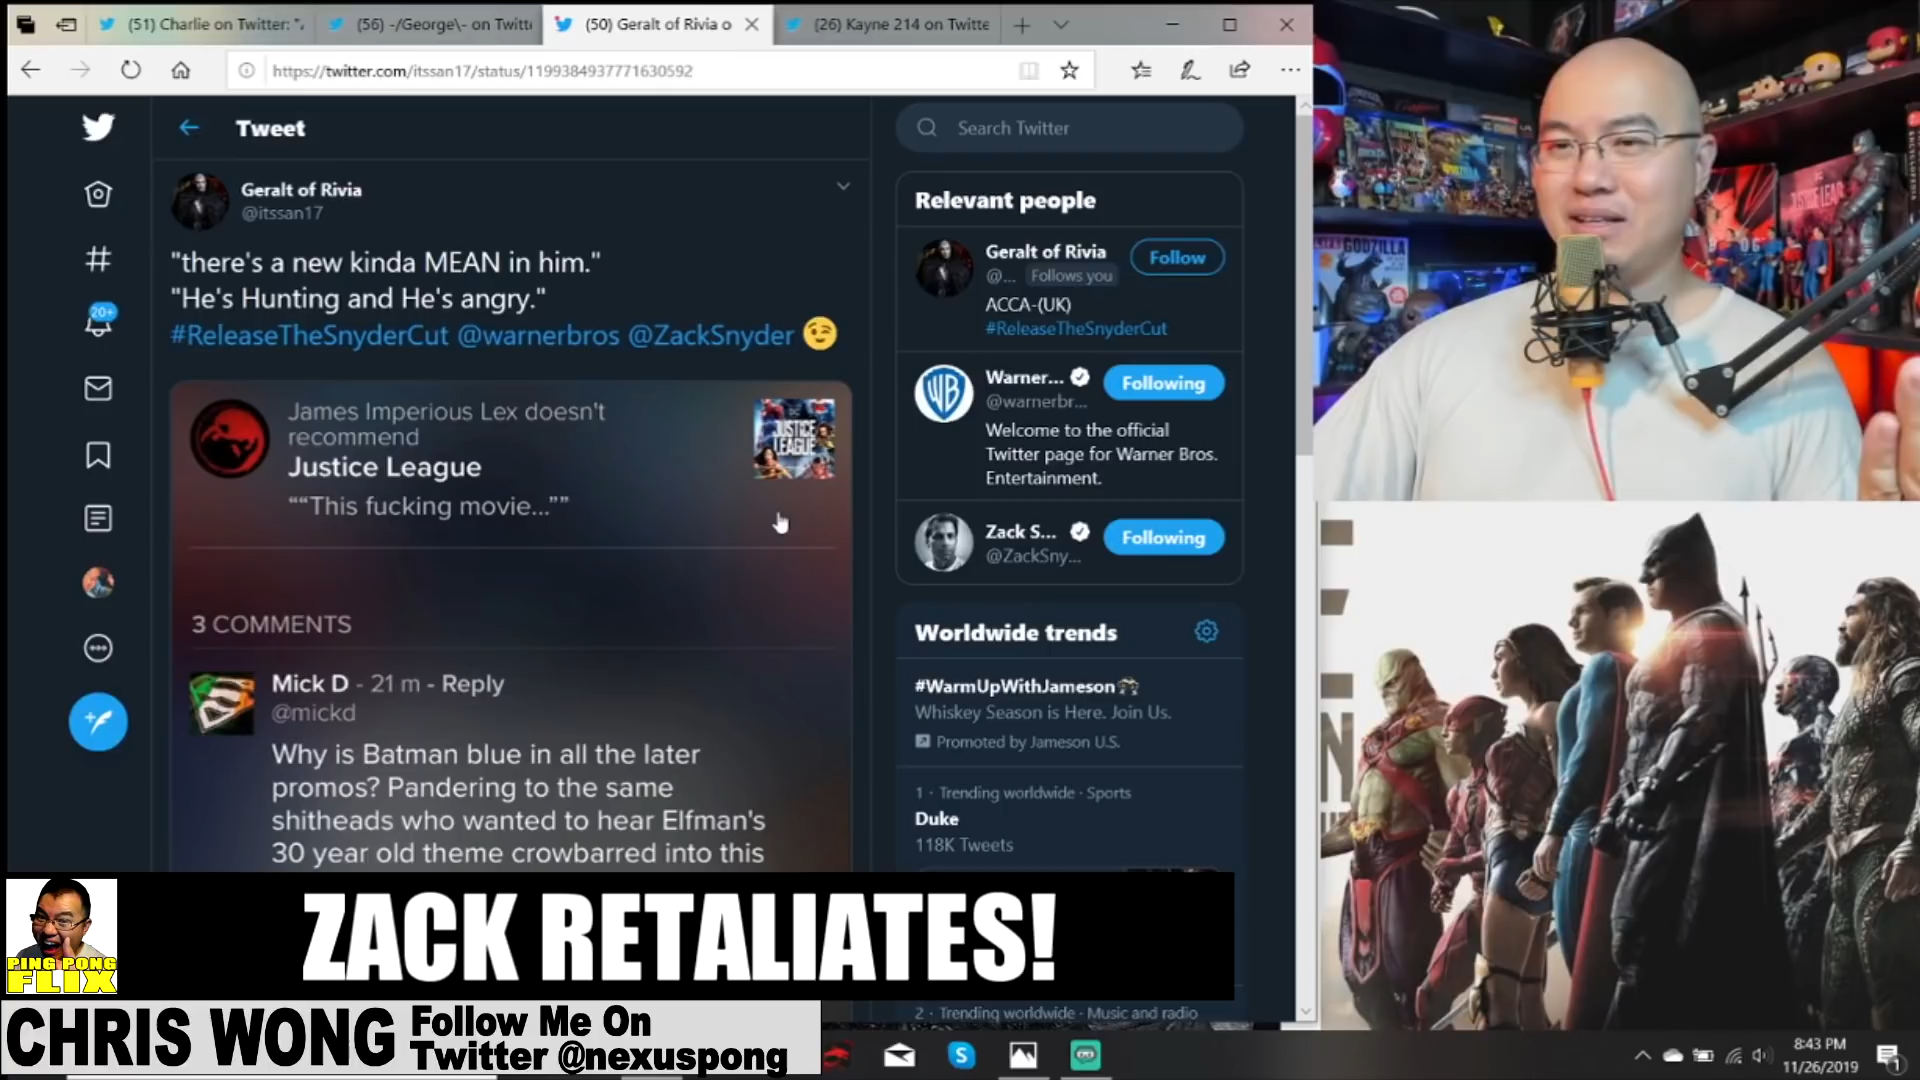 (51) Charlie on Twitter: "
(56) -/George\- on Twitt
(50) Geralt of Rivia o
(26) Kayne 214 on Twitte
https://twitter.com/itssan17/status/1199384937771630592
Tweet
Search Twitter
Geralt of Rivia
@itssan17
"there's a new kinda MEAN in him."
"He's Hunting and He's angry."
#ReleaseTheSnyderCut @warnerbros @ZackSnyder
James Imperious Lex doesn't
recommend
Justice League
““This fucking movie...””
JUSTICE
LEAGUE
3 COMMENTS
Mick D - 21 m - Reply
@mickd
Why is Batman blue in all the later
promos? Pandering to the same
shitheads who wanted to hear Elfman's
30 year old theme crowbarred into this
20+
Relevant people
Geralt of Rivia
@... Follows you
Follow
ACCA-(UK)
#ReleaseTheSnyderCut
WB
Warner...
@warnerbr...
Following
Welcome to the official
Twitter page for Warner Bros.
Entertainment.
Zack S...
@ZackSny...
Following
Worldwide trends
#WarmUpWithJameson
Whiskey Season is Here. Join Us.
Promoted by Jameson U.S.
1 · Trending worldwide · Sports
Duke
118K Tweets
2 · Trending worldwide · Music and radio
GODZILLA
ZACK RETALIATES!
PING PONG
FLIX
CHRIS WONG
Follow Me On
Twitter @nexuspong
8:43 PM
11/26/2019
1